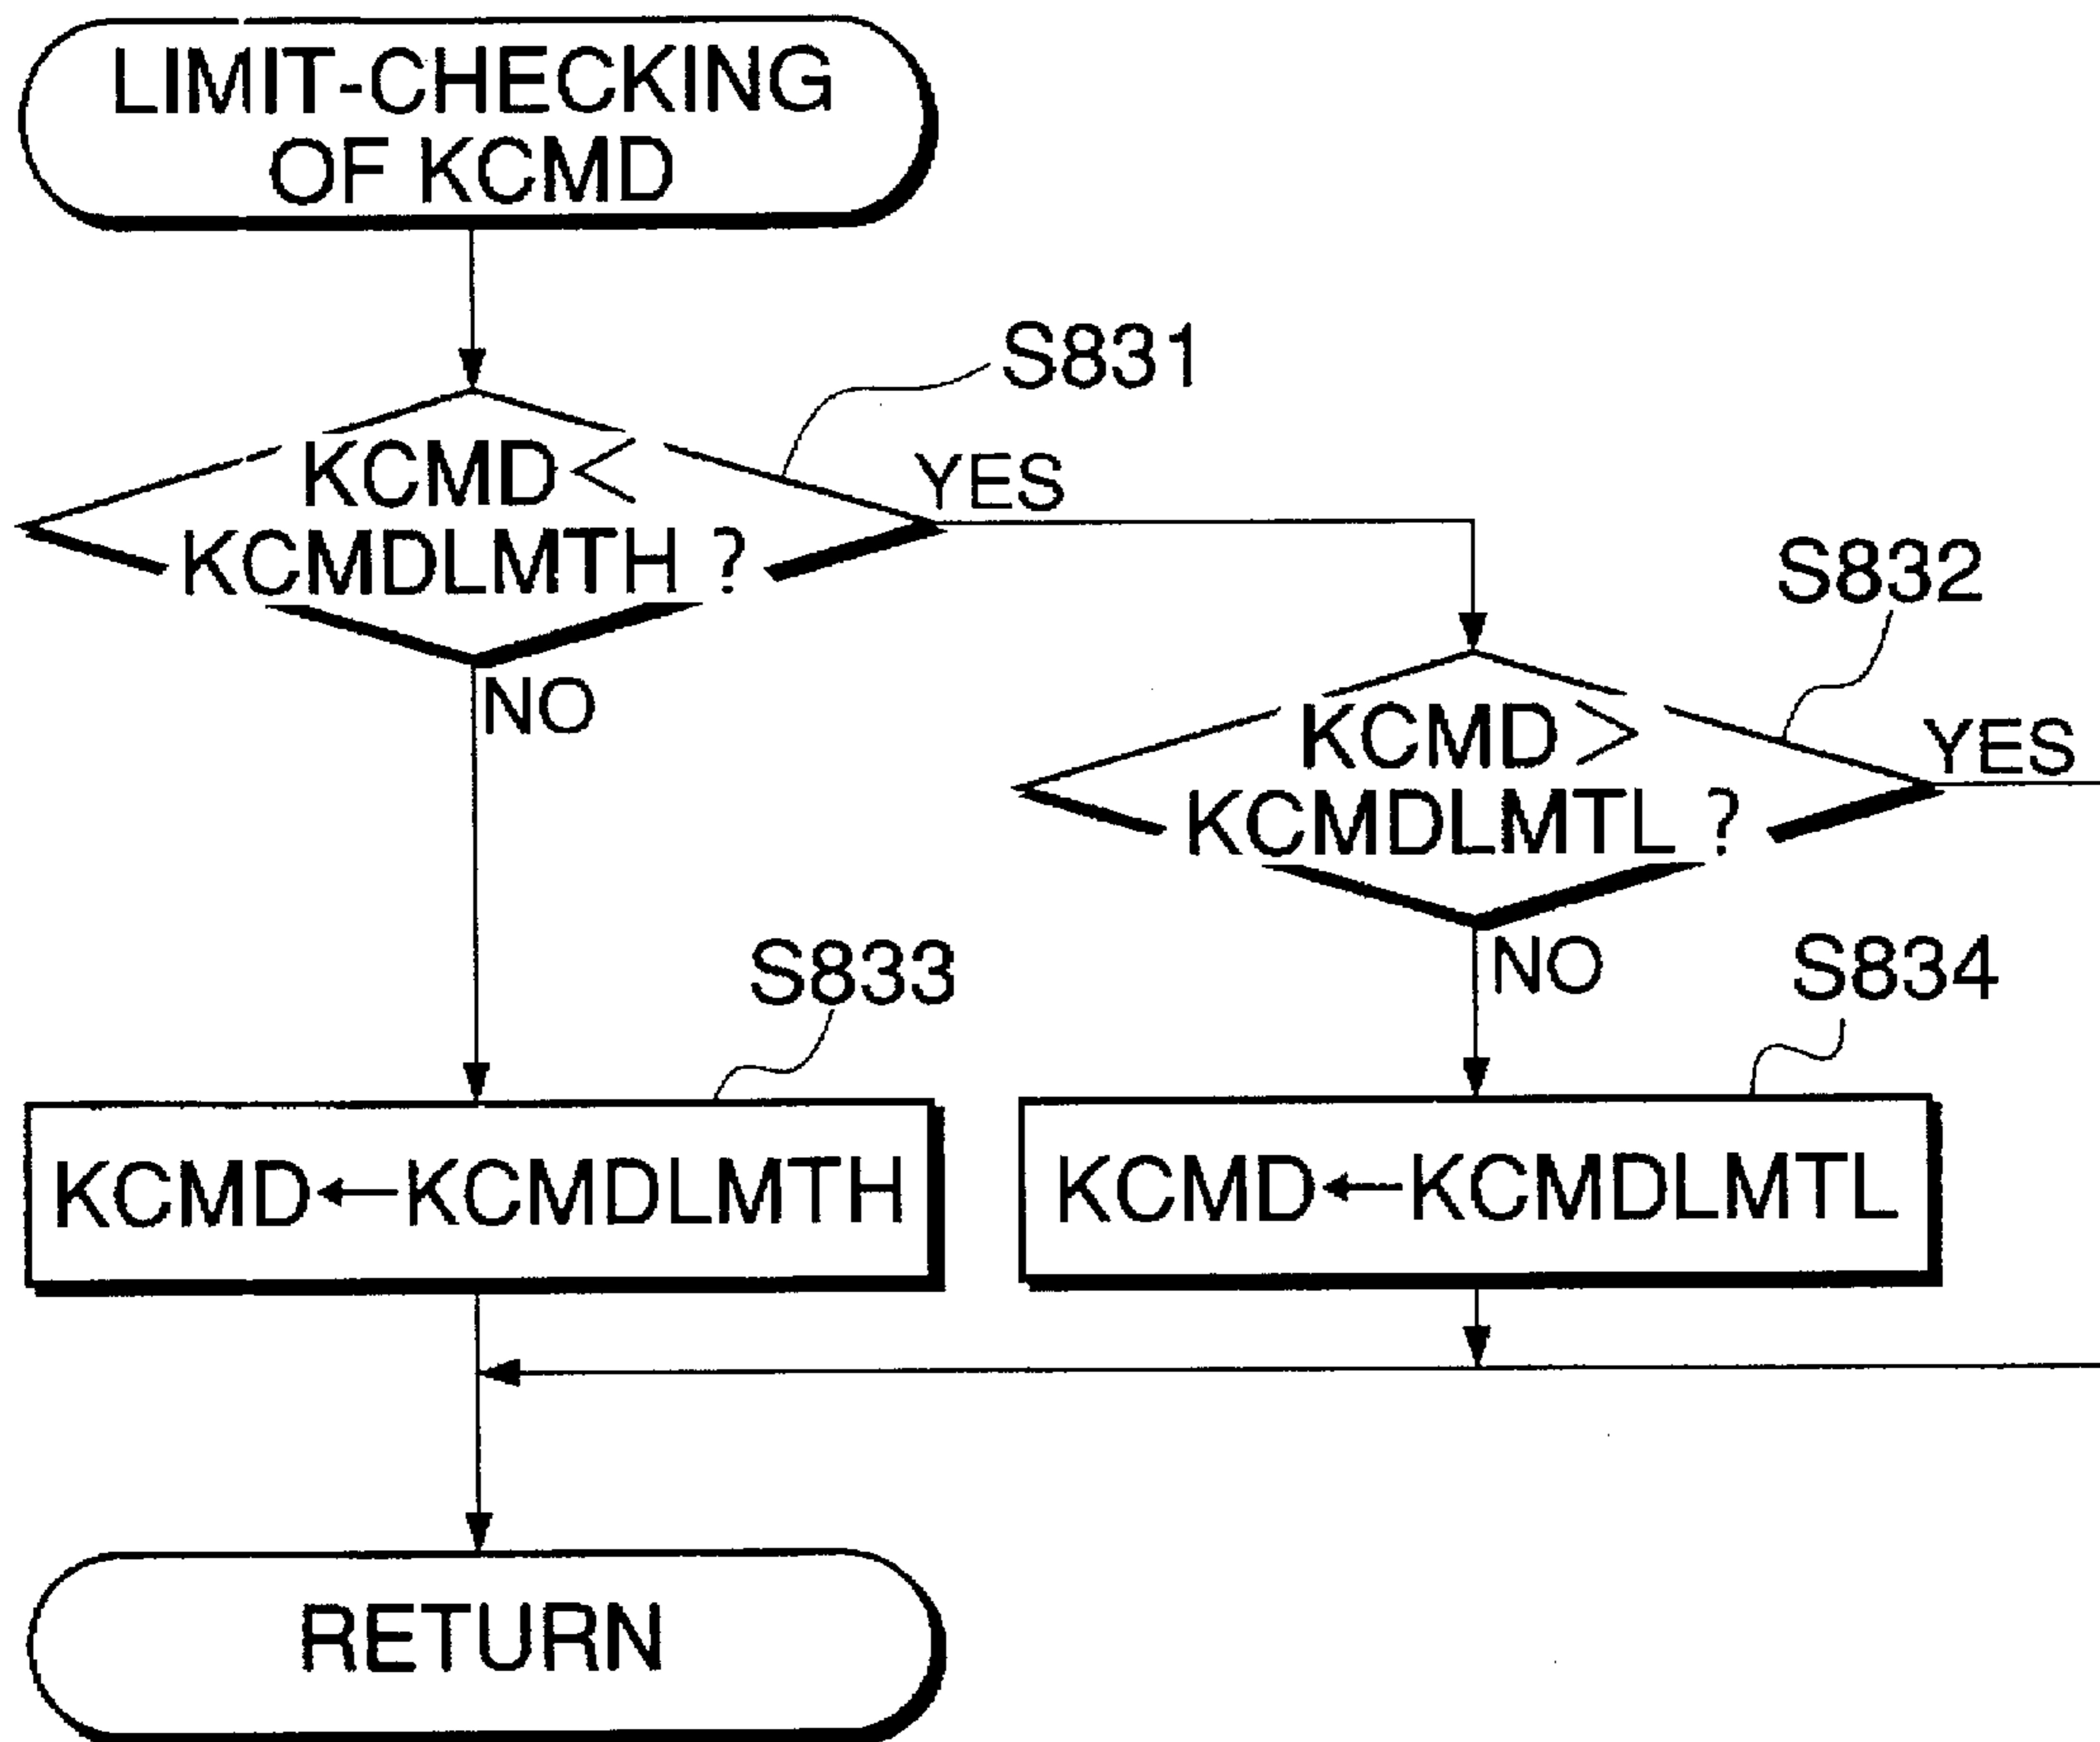 LIMIT-CHECKING
OF KCMD
S831
KCMD<
KCMDLMTH ?
YES
NO
S832
KCMD>
KCMDLMTL ?
YES
NO
S833
KCMD←KCMDLMTH
S834
KCMD←KCMDLMTL
RETURN